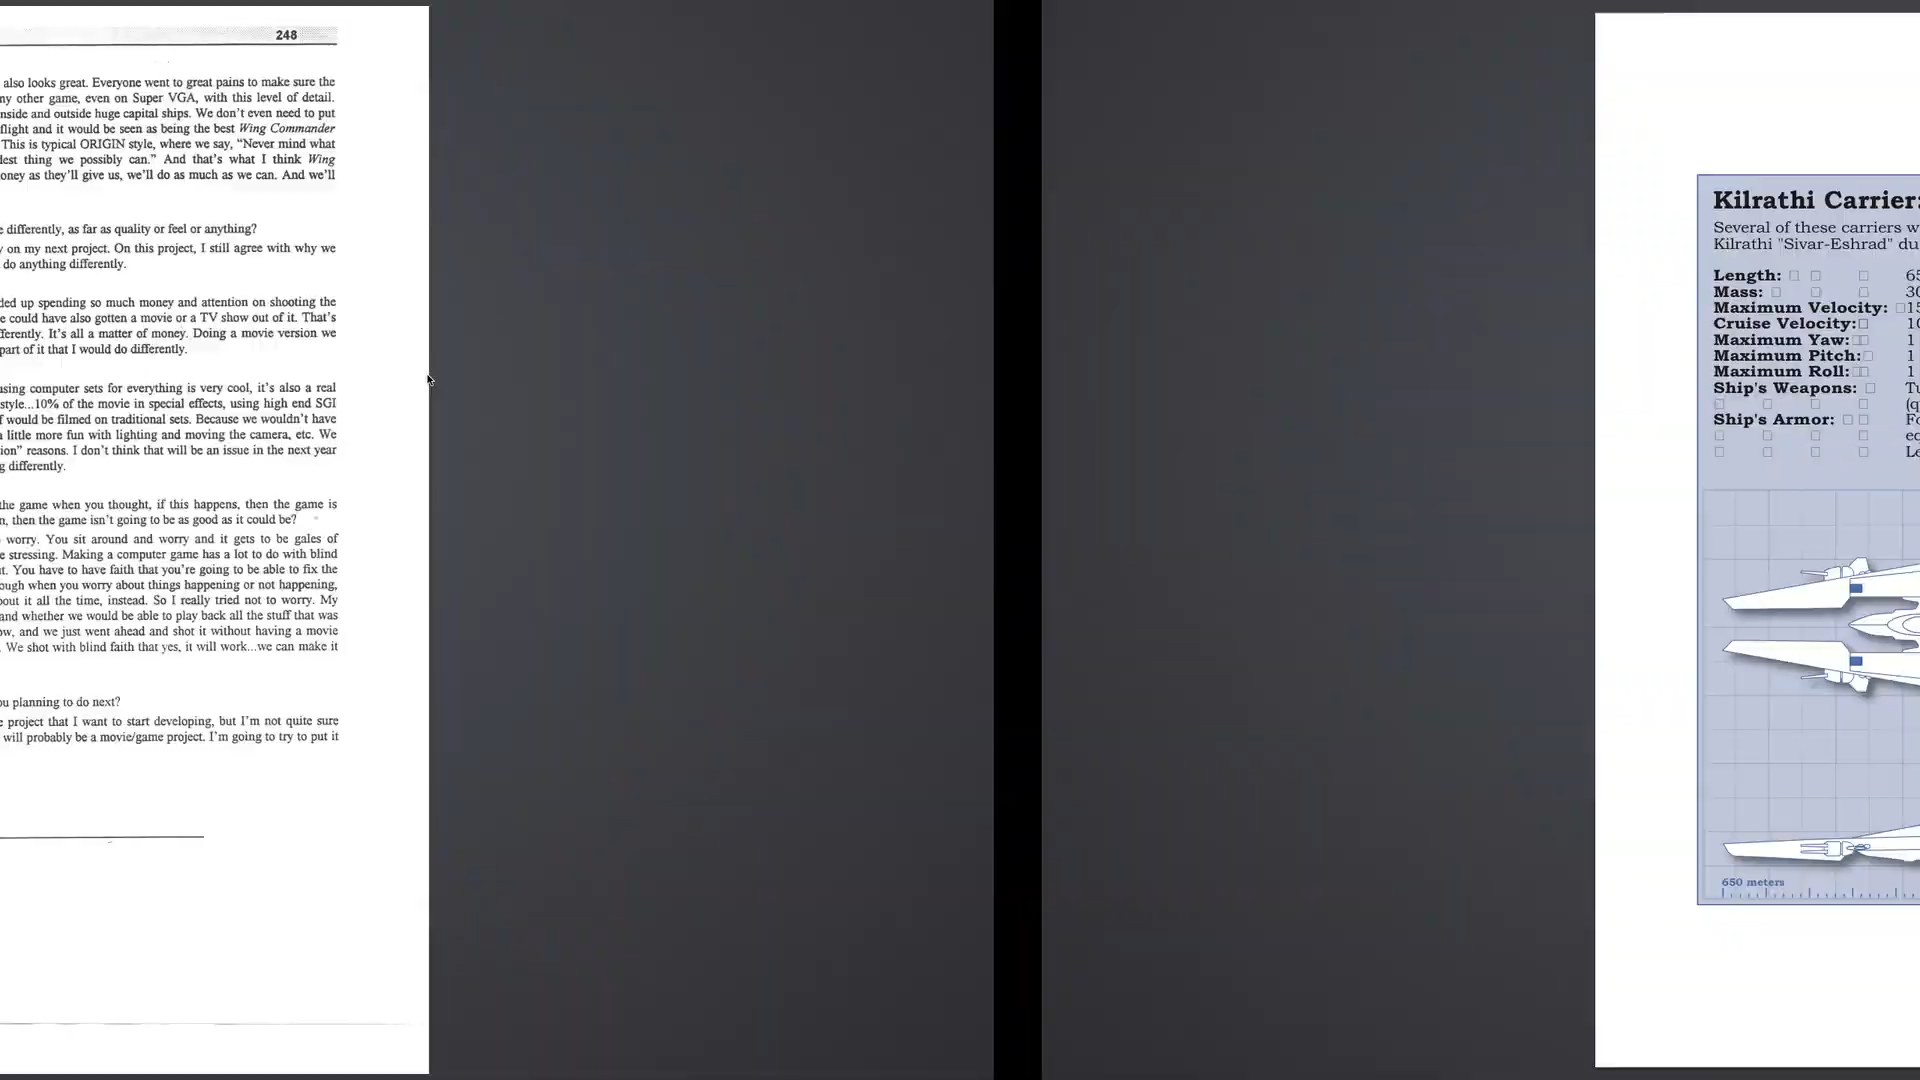 248
also looks great. Everyone went to great pains to make sure the
ny other game, even on Super VGA, with this level of detail.
nside and outside huge capital ships. We don't even need to put
flight and it would be seen as being the best Wing Commander
This is typical ORIGIN style, where we say, "Never mind what
lest thing we possibly can." And that's what I think Wing
oney as they'll give us, we'll do as much as we can. And we'll
e differently, as far as quality or feel or anything?
y on my next project. On this project, I still agree with why we
do anything differently.
ded up spending so much money and attention on shooting the
e could have also gotten a movie or a TV show out of it. That's
ferently. It's all a matter of money. Doing a movie version we
part of it that I would do differently.
using computer sets for everything is very cool, it's also a real
style...10% of the movie in special effects, using high end SGI
f would be filmed on traditional sets. Because we wouldn't have
a little more fun with lighting and moving the camera, etc. We
ion" reasons. I don't think that will be an issue in the next year
g differently.
the game when you thought, if this happens, then the game is
n, then the game isn't going to be as good as it could be?
worry. You sit around and worry and it gets to be gales of
e stressing. Making a computer game has a lot to do with blind
t. You have to have faith that you're going to be able to fix the
ough when you worry about things happening or not happening,
bout it all the time, instead. So I really tried not to worry. My
and whether we would be able to play back all the stuff that was
ow, and we just went ahead and shot it without having a movie
. We shot with blind faith that yes, it will work...we can make it
ou planning to do next?
e project that I want to start developing, but I'm not quite sure
will probably be a movie/game project. I'm going to try to put it
Kilrathi Carrier:
Several of these carriers w
Kilrathi "Sivar-Eshrad" du
Length: 65
Mass: 30
Maximum Velocity: 15
Cruise Velocity: 10
Maximum Yaw: 1
Maximum Pitch: 1
Maximum Roll: 1
Ship's Weapons: Tu
(q
Ship's Armor: Fo
eq
Le
650 meters